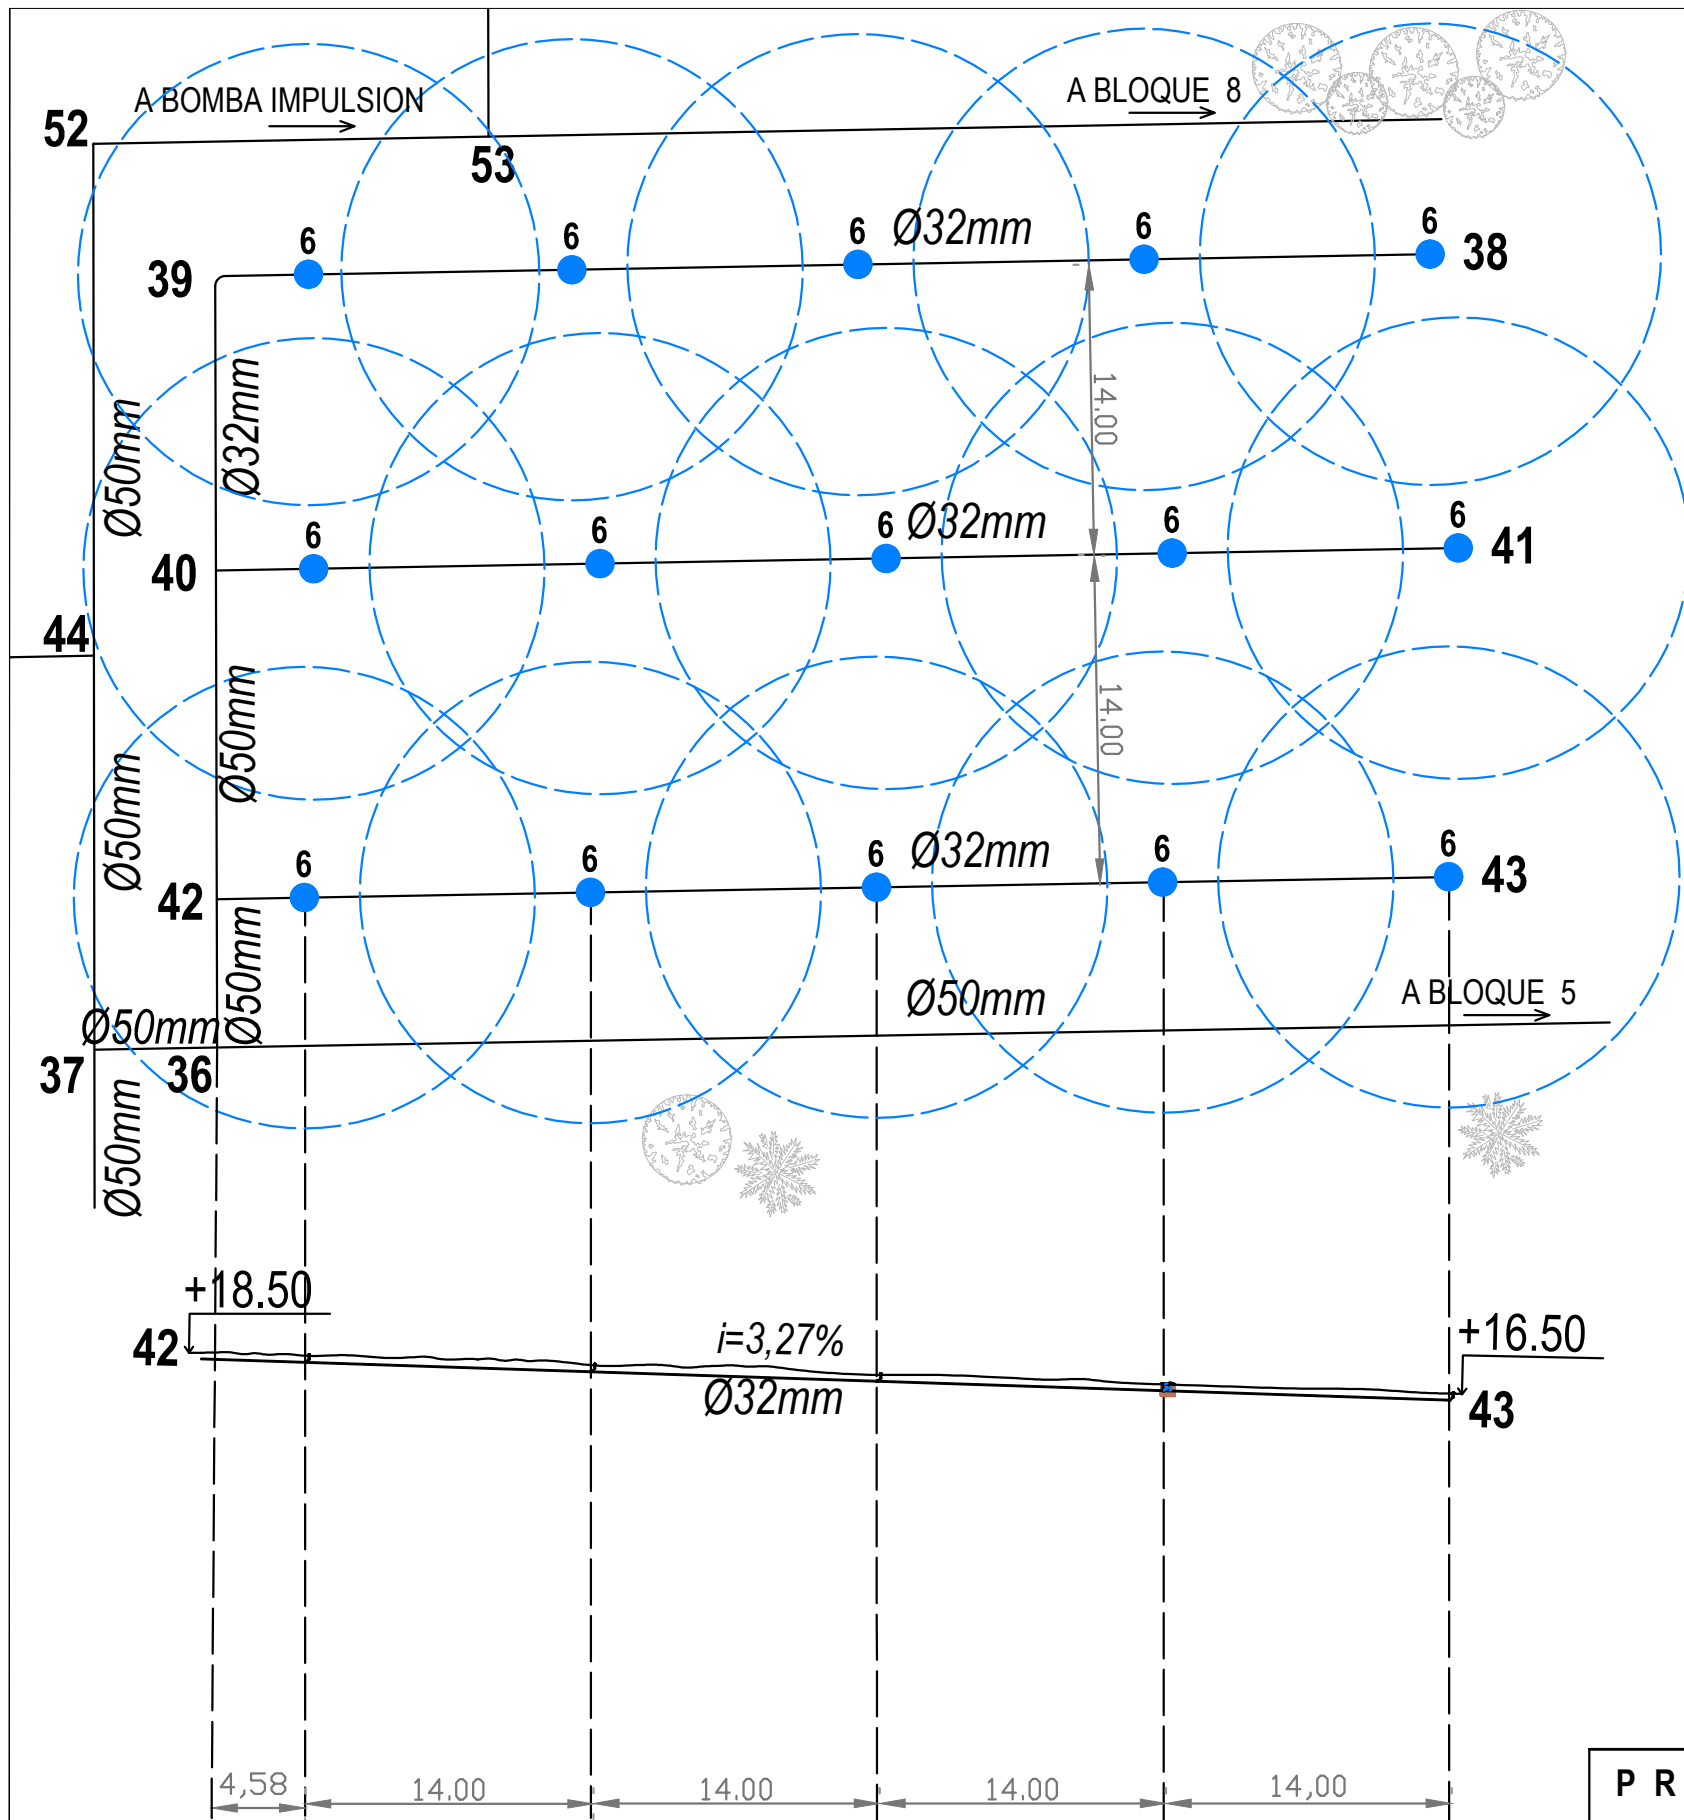 A BOMBA IMPULSION
A BLOQUE 8
52
53
6
6
6
Ø32mm
6
6
38
39
Ø50mm
Ø32mm
14.00
6
6
6
Ø32mm
6
6
41
40
44
Ø50mm
Ø50mm
14.00
6
6
6
Ø32mm
6
6
43
42
Ø50mm
Ø50mm
A BLOQUE 5
Ø50mm
37
36
Ø50mm
+18.50
42
i=3,27%
Ø32mm
+16.50
43
4,58
14.00
14.00
14.00
14,00
P R